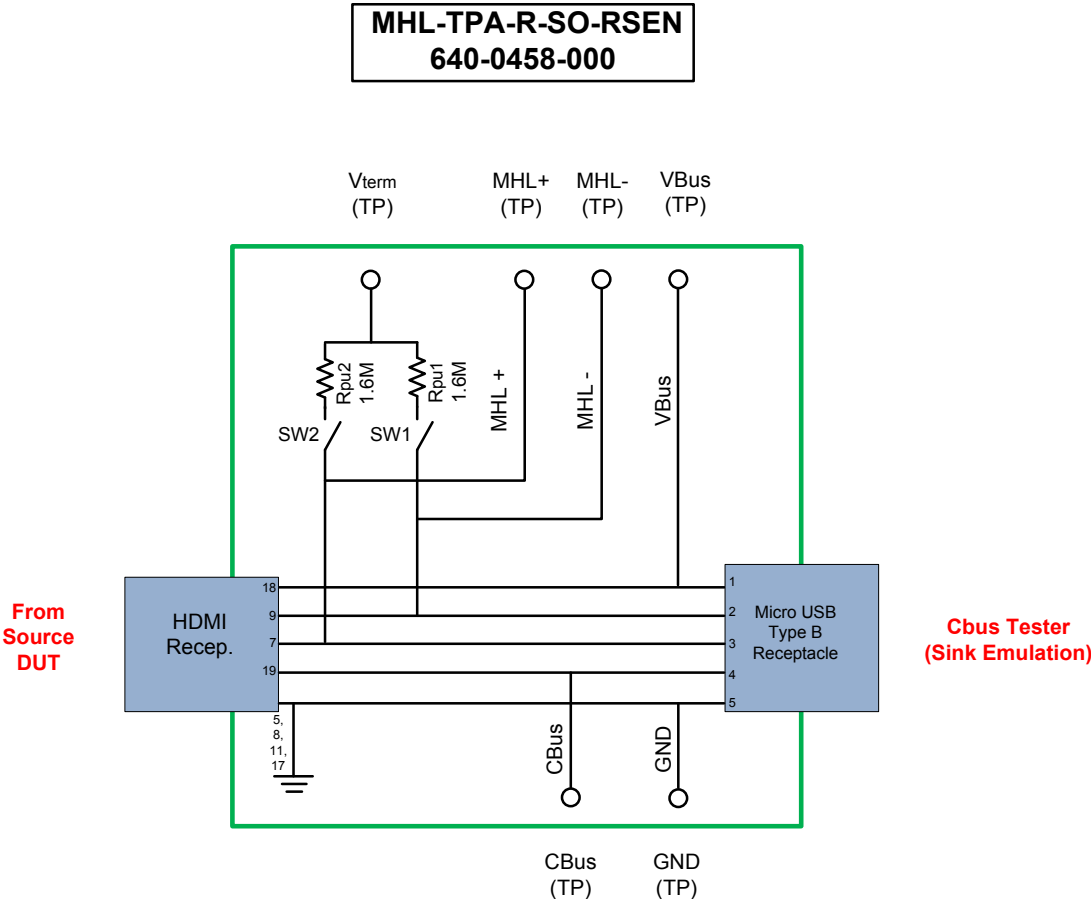 MHL-TPA-R-SO-RSEN
640-0458-000
Vterm
(TP)
MHL+
(TP)
MHL-
(TP)
VBus
(TP)
Rpu2
1.6M
Rpu1
1.6M
MHL +
MHL -
VBus
SW2
SW1
From
Source
DUT
HDMI
Recep.
18
9
7
19
5,
8,
11,
17
1
2
3
4
5
Micro USB
Type B
Receptacle
Cbus Tester
(Sink Emulation)
CBus
GND
CBus
(TP)
GND
(TP)